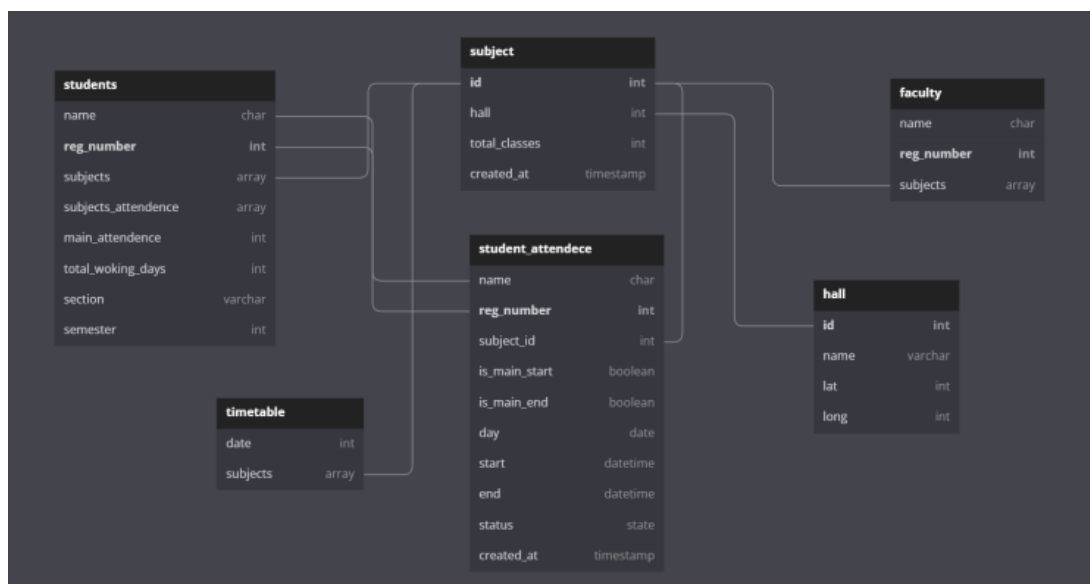 students
name char
reg_number int
subjects array
subjects_attendence array
main_attendence int
total_woking_days int
section varchar
semester int
subject
id int
hall int
total_classes int
created_at timestamp
faculty
name char
reg_number int
subjects array
student_attendece
name char
reg_number int
subject_id int
is_main_start boolean
is_main_end boolean
day date
start datetime
end datetime
status state
created_at timestamp
hall
id int
name varchar
lat int
long int
timetable
date int
subjects array